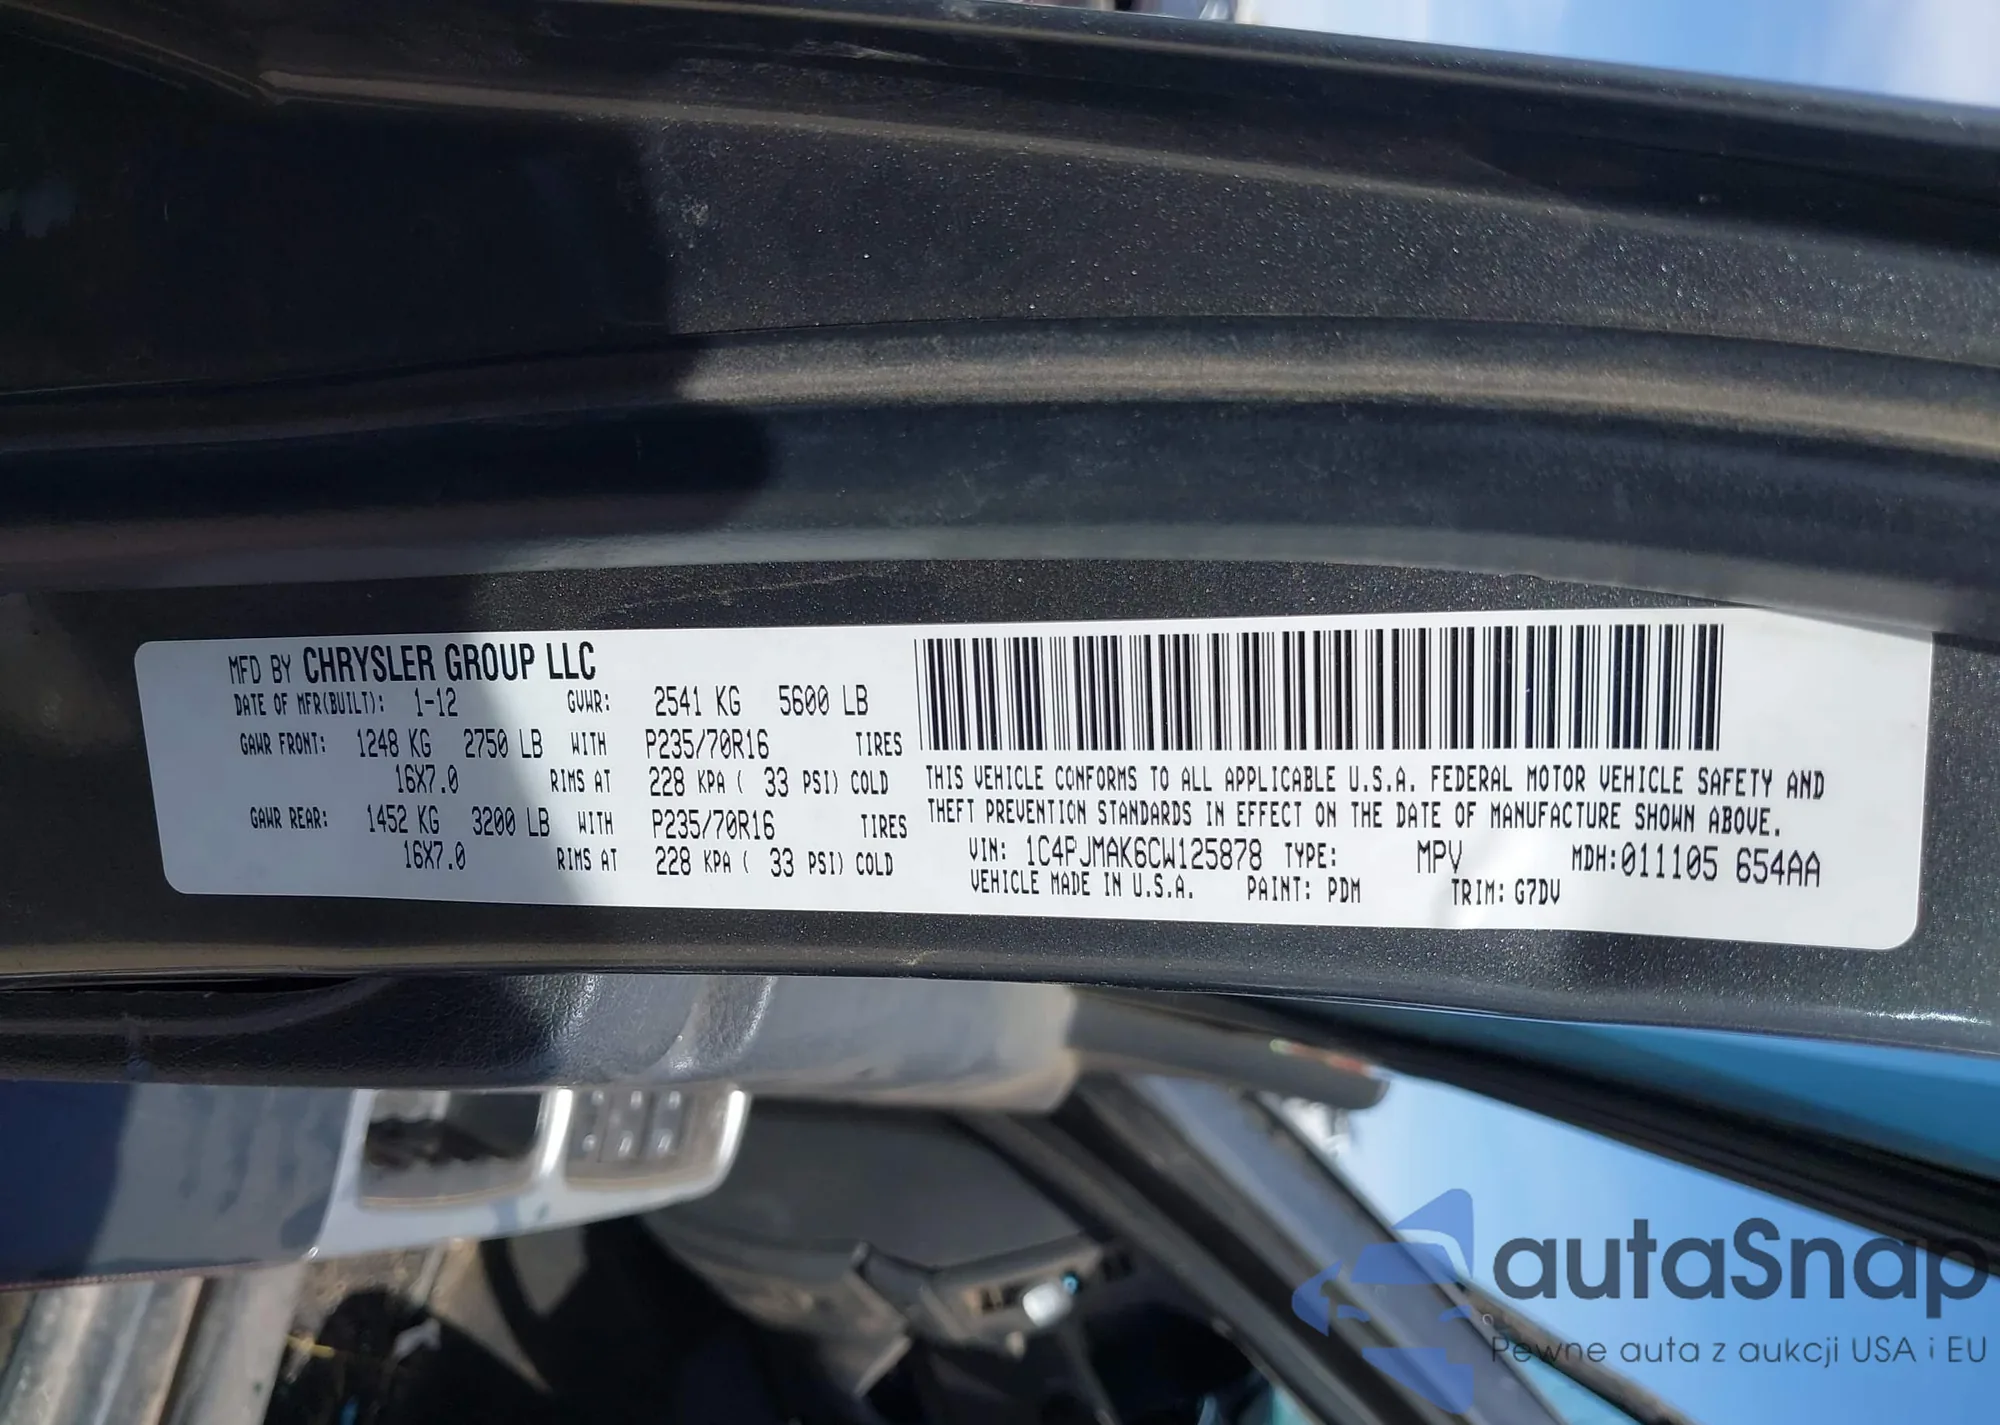 MFD BY CHRYSLER GROUP LLC
DATE OF MFR(BUILT): 1-12 GVWR: 2541 KG 5600 LB
GAWR FRONT: 1248 KG 2750 LB WITH P235/70R16 TIRES
16X7.0 RIMS AT 228 KPA ( 33 PSI) COLD
GAWR REAR: 1452 KG 3200 LB WITH P235/70R16 TIRES
16X7.0 RIMS AT 228 KPA ( 33 PSI) COLD
THIS VEHICLE CONFORMS TO ALL APPLICABLE U.S.A. FEDERAL MOTOR VEHICLE SAFETY AND
THEFT PREVENTION STANDARDS IN EFFECT ON THE DATE OF MANUFACTURE SHOWN ABOVE.
VIN: 1C4PJMAK6CW125878 TYPE: MPV MDH:011105 654AA
VEHICLE MADE IN U.S.A. PAINT: PDM TRIM: G7DV
autaSnap
Pewne auta z aukcji USA i EU